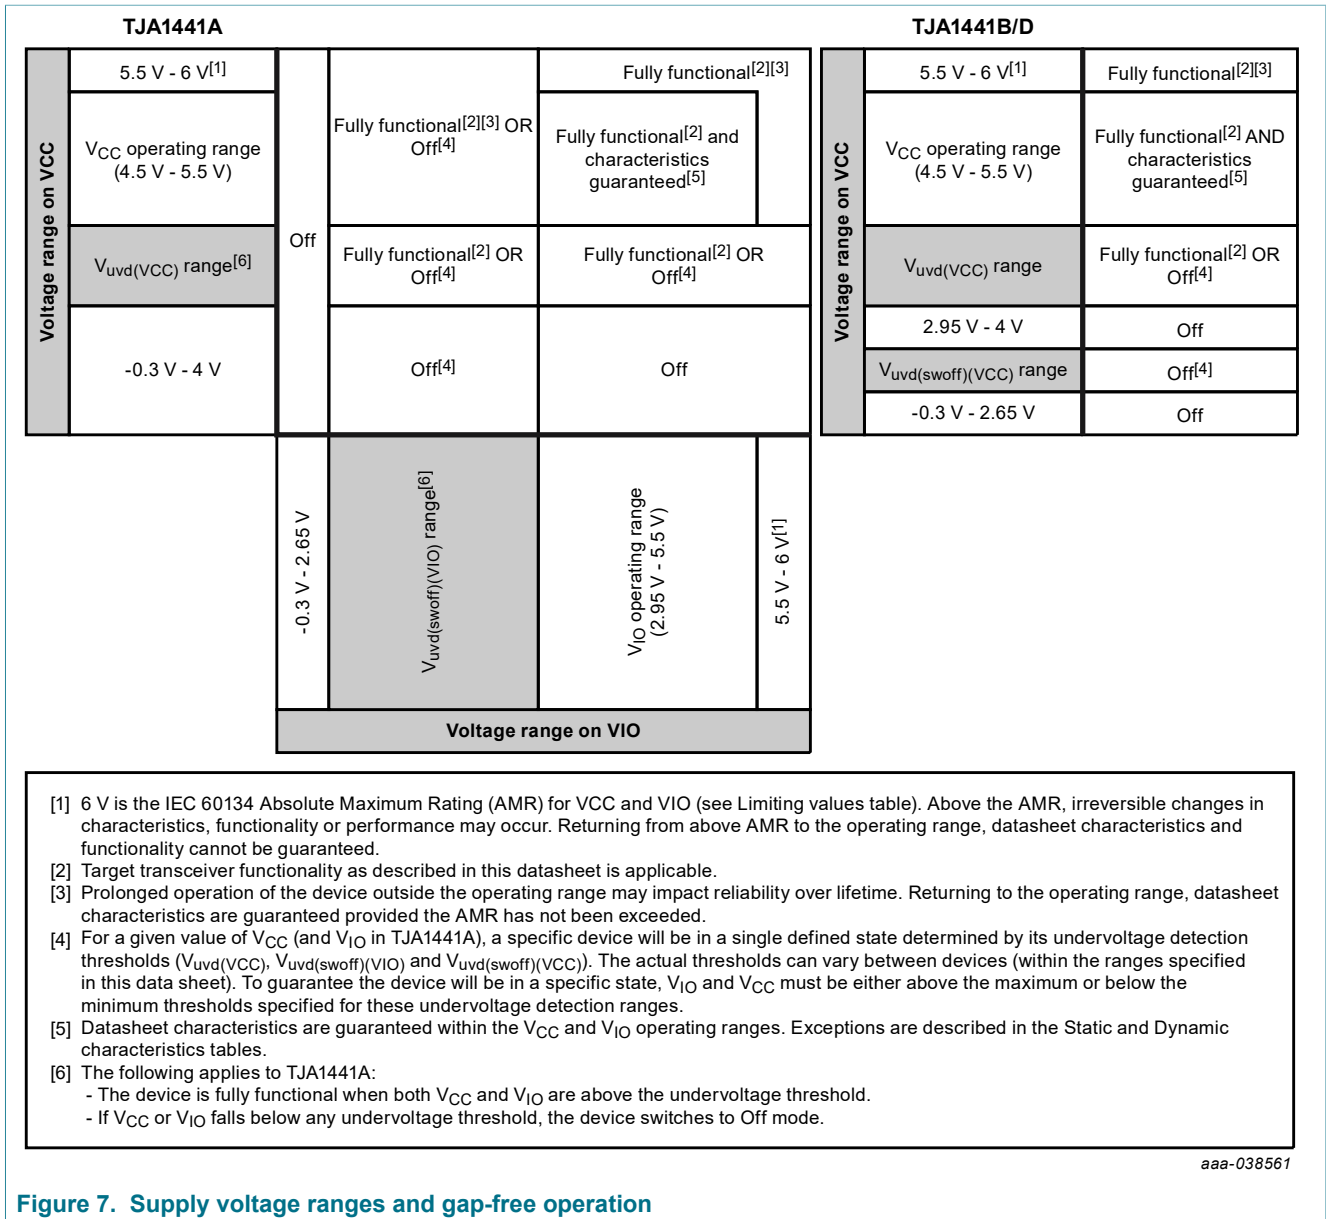 TJA1441A
TJA1441B/D
Voltage range on VCC
5.5 V - 6 V[1]
VCC operating range
(4.5 V - 5.5 V)
Vuvd(VCC) range[6]
-0.3 V - 4 V
Off
Fully functional[2][3] OR
Off[4]
Fully functional[2] OR
Off[4]
Off[4]
Fully functional[2][3]
Fully functional[2] and
characteristics
guaranteed[5]
Fully functional[2] OR
Off[4]
Off
-0.3 V - 2.65 V
Vuvd(swoff)(VIO) range[6]
VIO operating range
(2.95 V - 5.5 V)
5.5 V - 6 V[1]
Voltage range on VIO
Voltage range on VCC
5.5 V - 6 V[1]
Fully functional[2][3]
VCC operating range
(4.5 V - 5.5 V)
Fully functional[2] AND
characteristics
guaranteed[5]
Vuvd(VCC) range
Fully functional[2] OR
Off[4]
2.95 V - 4 V
Off
Vuvd(swoff)(VCC) range
Off[4]
-0.3 V - 2.65 V
Off
[1] 6 V is the IEC 60134 Absolute Maximum Rating (AMR) for VCC and VIO (see Limiting values table). Above the AMR, irreversible changes in
characteristics, functionality or performance may occur. Returning from above AMR to the operating range, datasheet characteristics and
functionality cannot be guaranteed.
[2] Target transceiver functionality as described in this datasheet is applicable.
[3] Prolonged operation of the device outside the operating range may impact reliability over lifetime. Returning to the operating range, datasheet
characteristics are guaranteed provided the AMR has not been exceeded.
[4] For a given value of VCC (and VIO in TJA1441A), a specific device will be in a single defined state determined by its undervoltage detection
thresholds (Vuvd(VCC), Vuvd(swoff)(VIO) and Vuvd(swoff)(VCC)). The actual thresholds can vary between devices (within the ranges specified
in this data sheet). To guarantee the device will be in a specific state, VIO and VCC must be either above the maximum or below the
minimum thresholds specified for these undervoltage detection ranges.
[5] Datasheet characteristics are guaranteed within the VCC and VIO operating ranges. Exceptions are described in the Static and Dynamic
characteristics tables.
[6] The following applies to TJA1441A:
- The device is fully functional when both VCC and VIO are above the undervoltage threshold.
- If VCC or VIO falls below any undervoltage threshold, the device switches to Off mode.
aaa-038561
Figure 7. Supply voltage ranges and gap-free operation